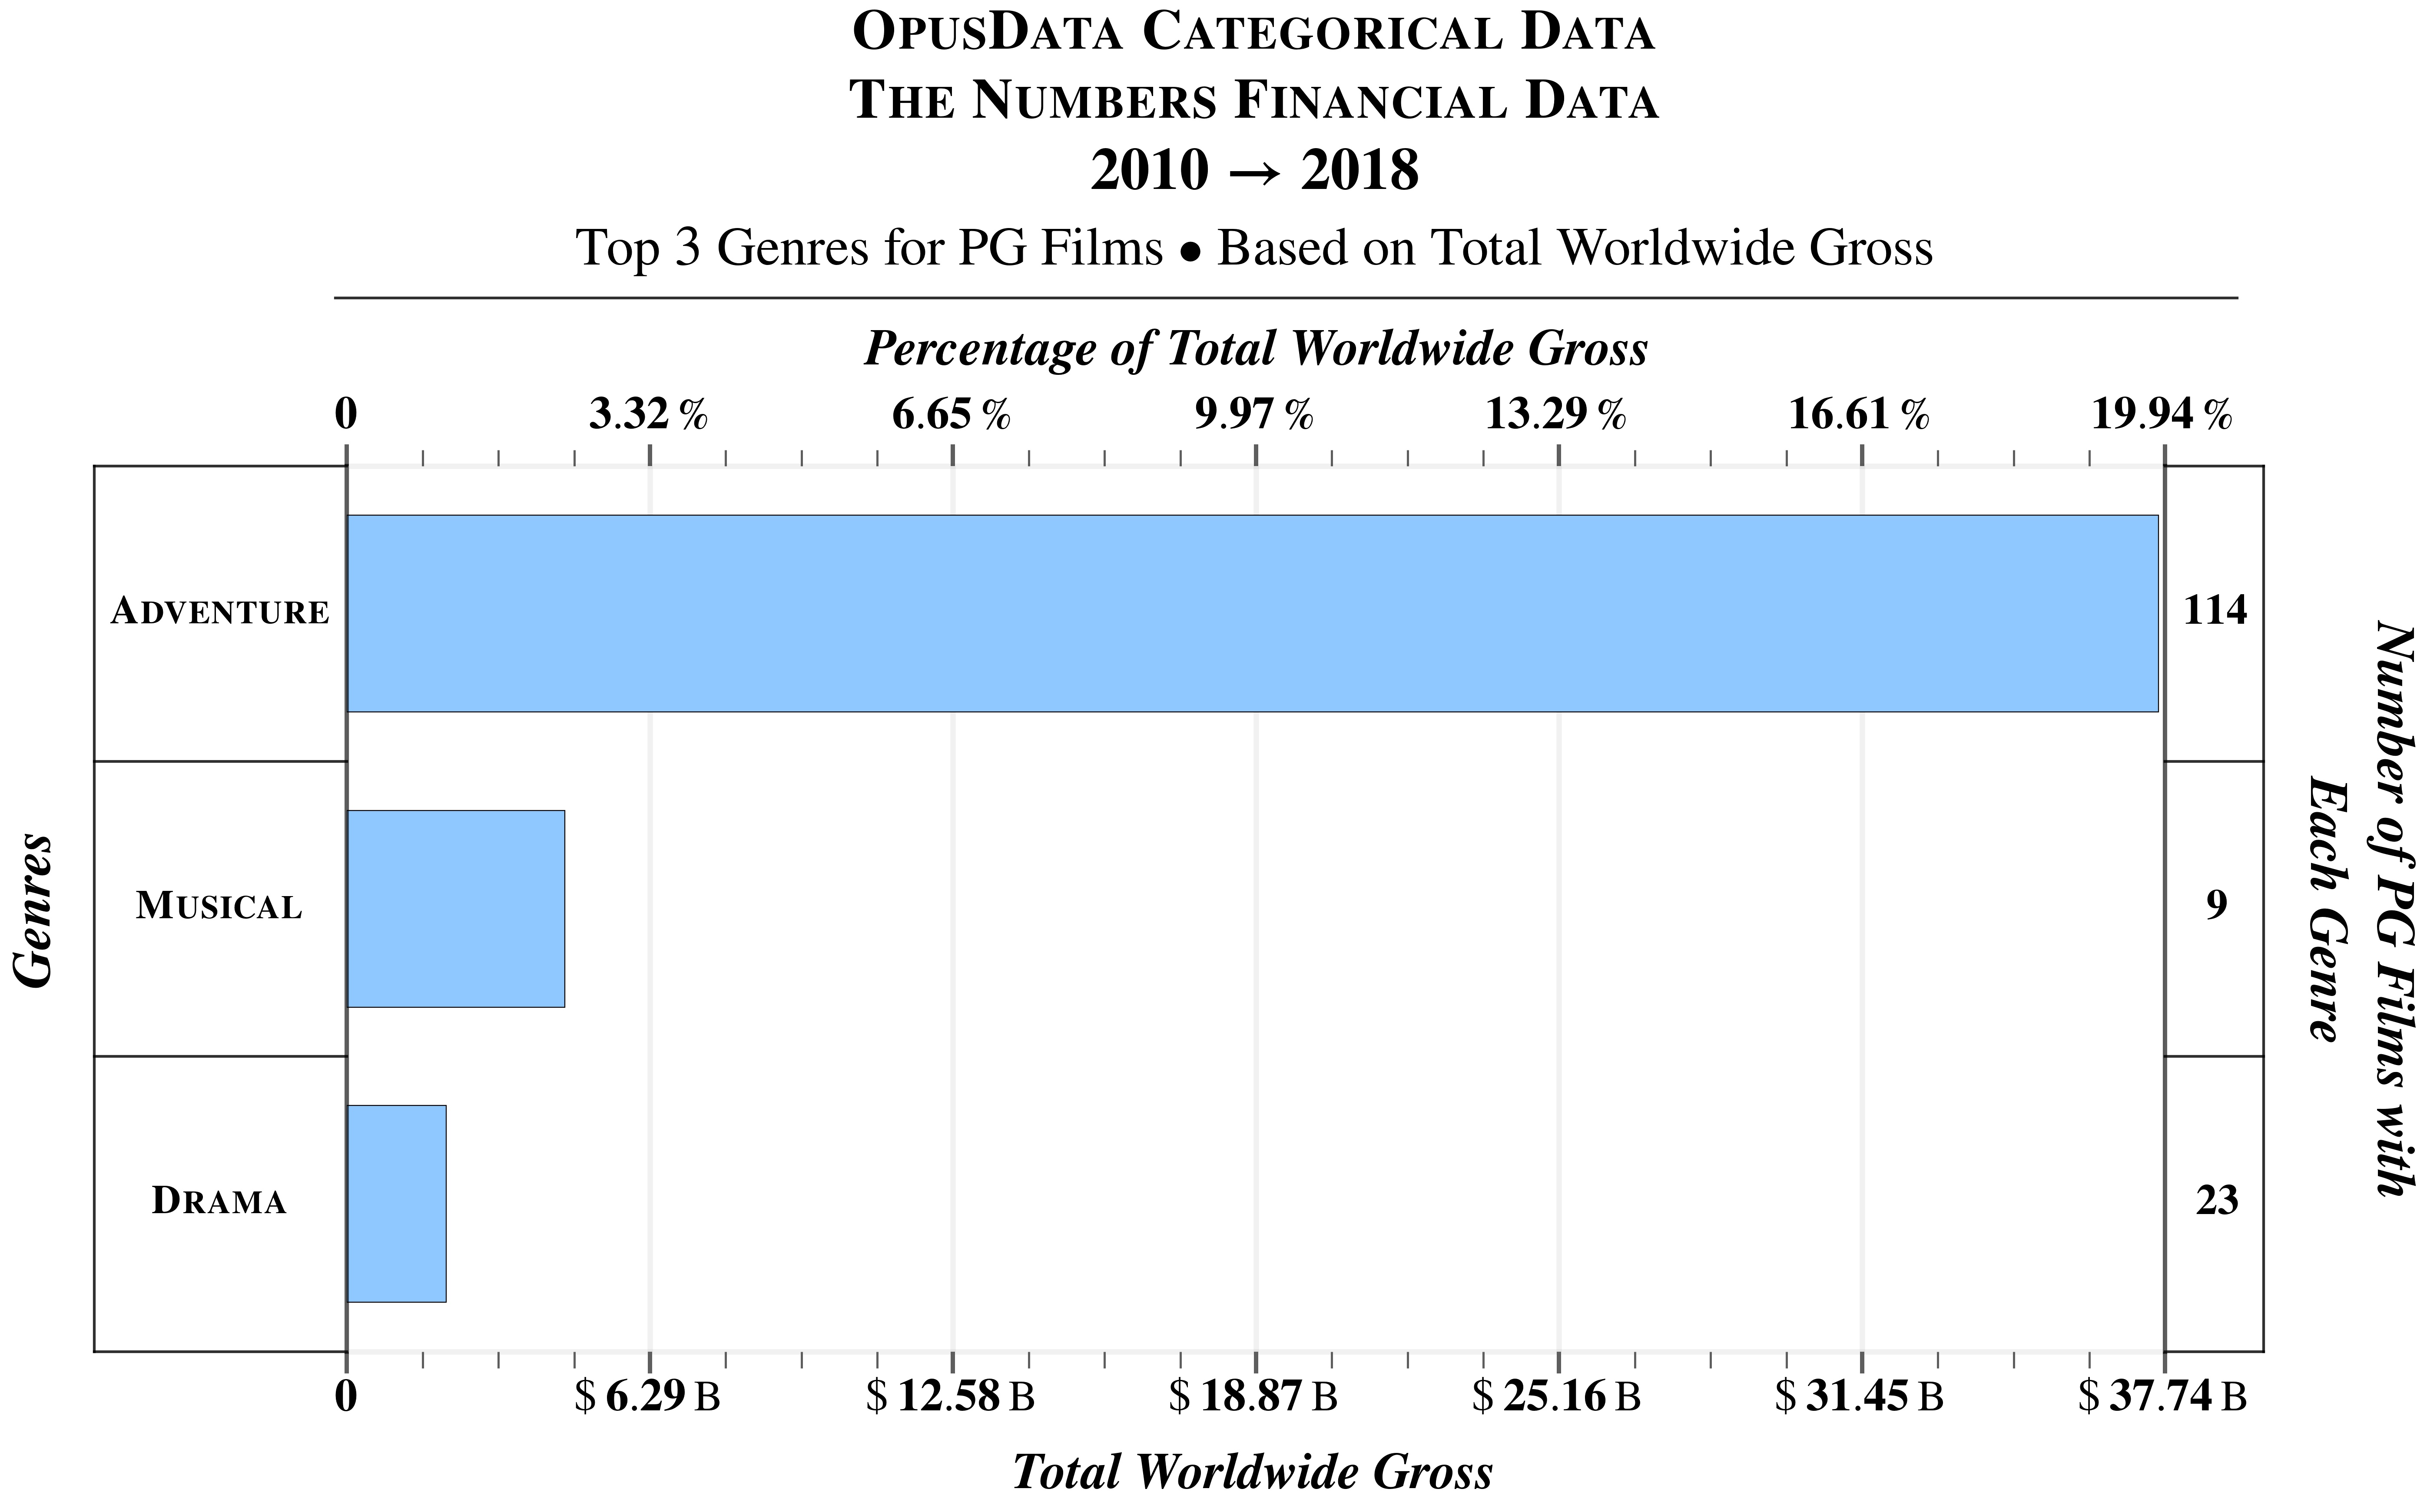 OpusData Categorical Data
The Numbers Financial Data
2010 → 2018
Top 3 Genres for PG Films • Based on Total Worldwide Gross
Percentage of Total Worldwide Gross
0 3.32 % 6.65 % 9.97 % 13.29 % 16.61 % 19.94 %
Genres
Adventure 114
Musical 9
Drama 23
Number of PG Films with
Each Genre
0 $ 6.29 B $ 12.58 B $ 18.87 B $ 25.16 B $ 31.45 B $ 37.74 B
Total Worldwide Gross